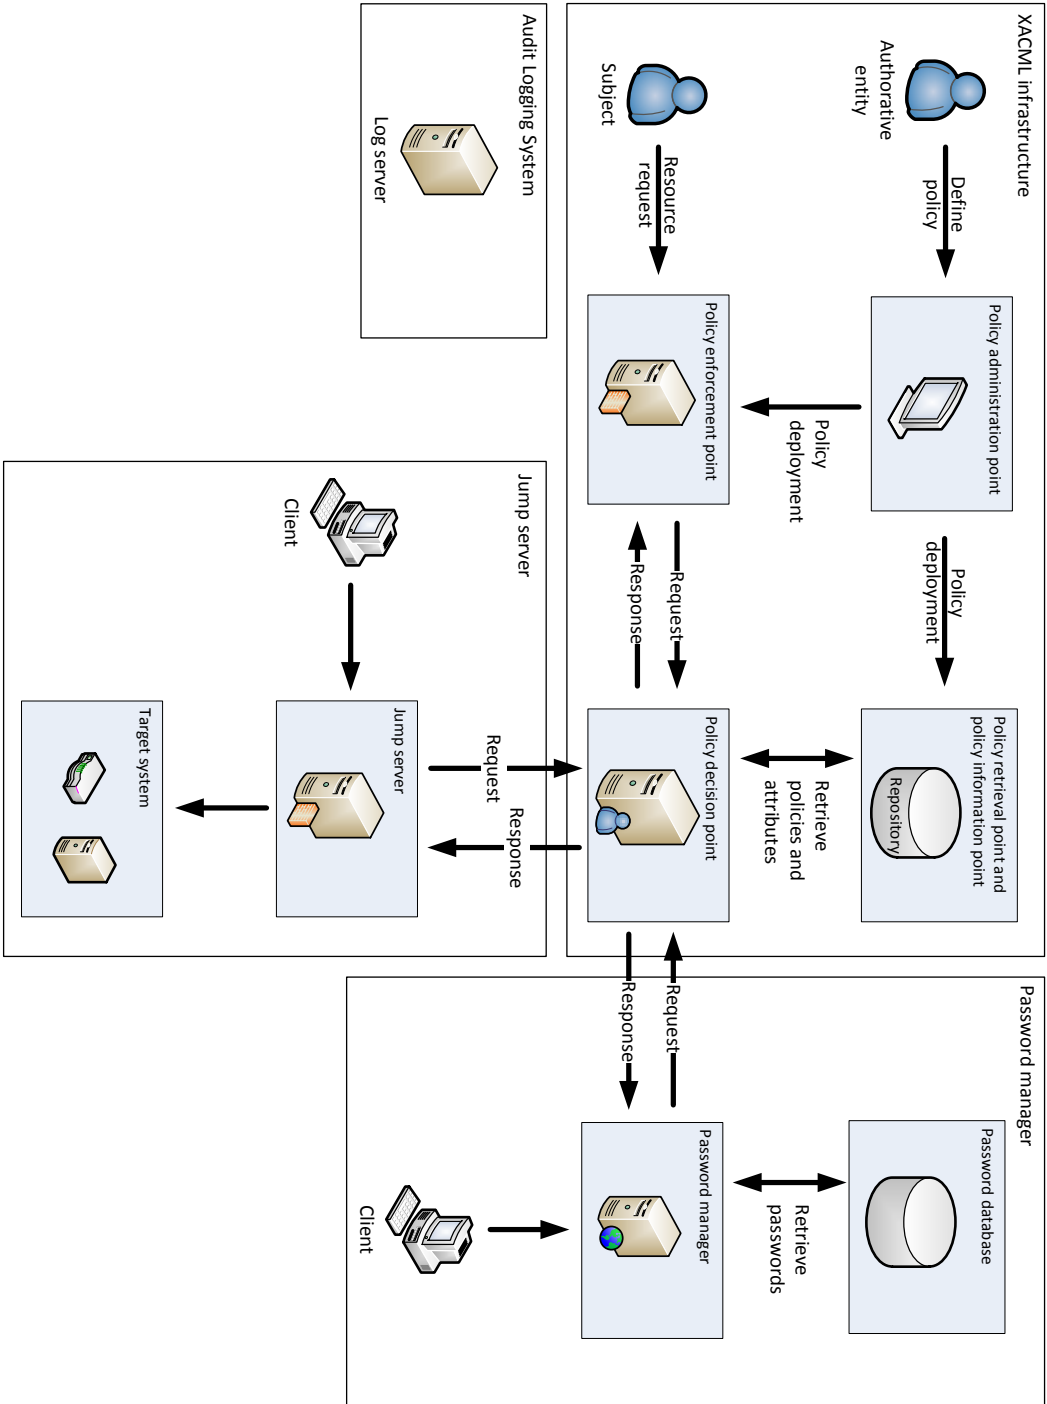 XACML infrastructure
Authorative
entity
Define
policy
Policy administration point
Policy
deployment
Policy retrieval point and
policy information point
Repository
Policy
deployment
Retrieve
policies and
attributes
Subject
Resource
request
Policy enforcement point
Request
Response
Policy decision point
Password manager
Password database
Retrieve
passwords
Request
Response
Password manager
Client
Audit Logging System
Log server
Jump server
Client
Request
Response
Jump server
Target system